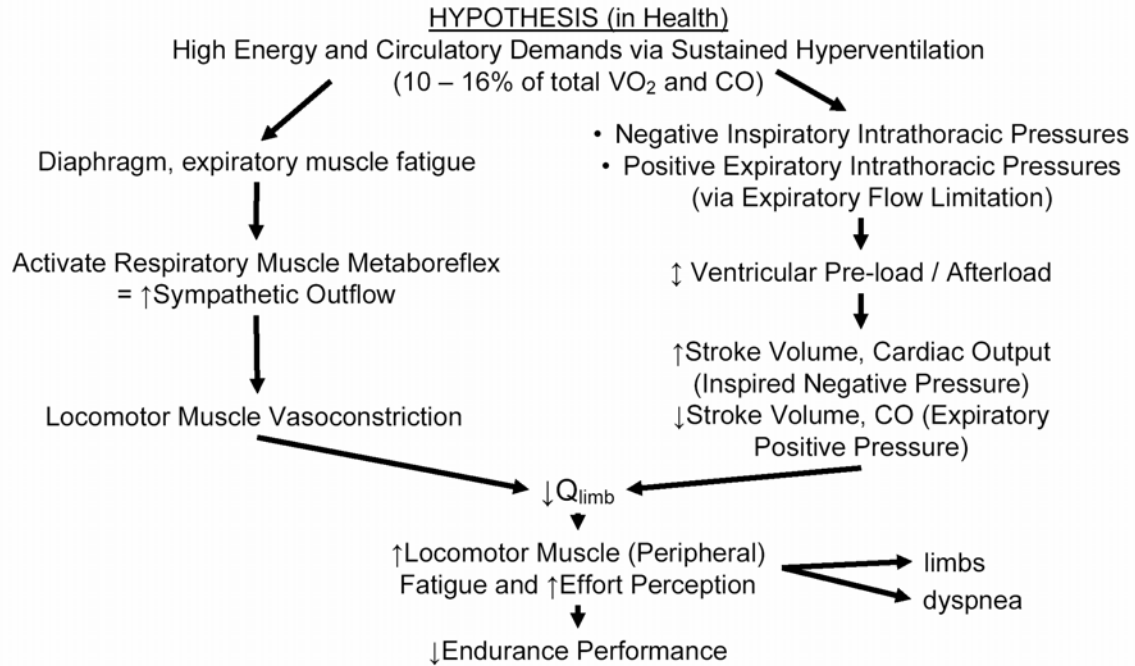 HYPOTHESIS (in Health)
High Energy and Circulatory Demands via Sustained Hyperventilation
(10 – 16% of total VO₂ and CO)
Diaphragm, expiratory muscle fatigue
Activate Respiratory Muscle Metaboreflex
= ↑Sympathetic Outflow
Locomotor Muscle Vasoconstriction
• Negative Inspiratory Intrathoracic Pressures
• Positive Expiratory Intrathoracic Pressures
(via Expiratory Flow Limitation)
↕ Ventricular Pre-load / Afterload
↑Stroke Volume, Cardiac Output
(Inspired Negative Pressure)
↓Stroke Volume, CO (Expiratory
Positive Pressure)
↓Qlimb
↑Locomotor Muscle (Peripheral)
Fatigue and ↑Effort Perception
limbs
dyspnea
↓Endurance Performance